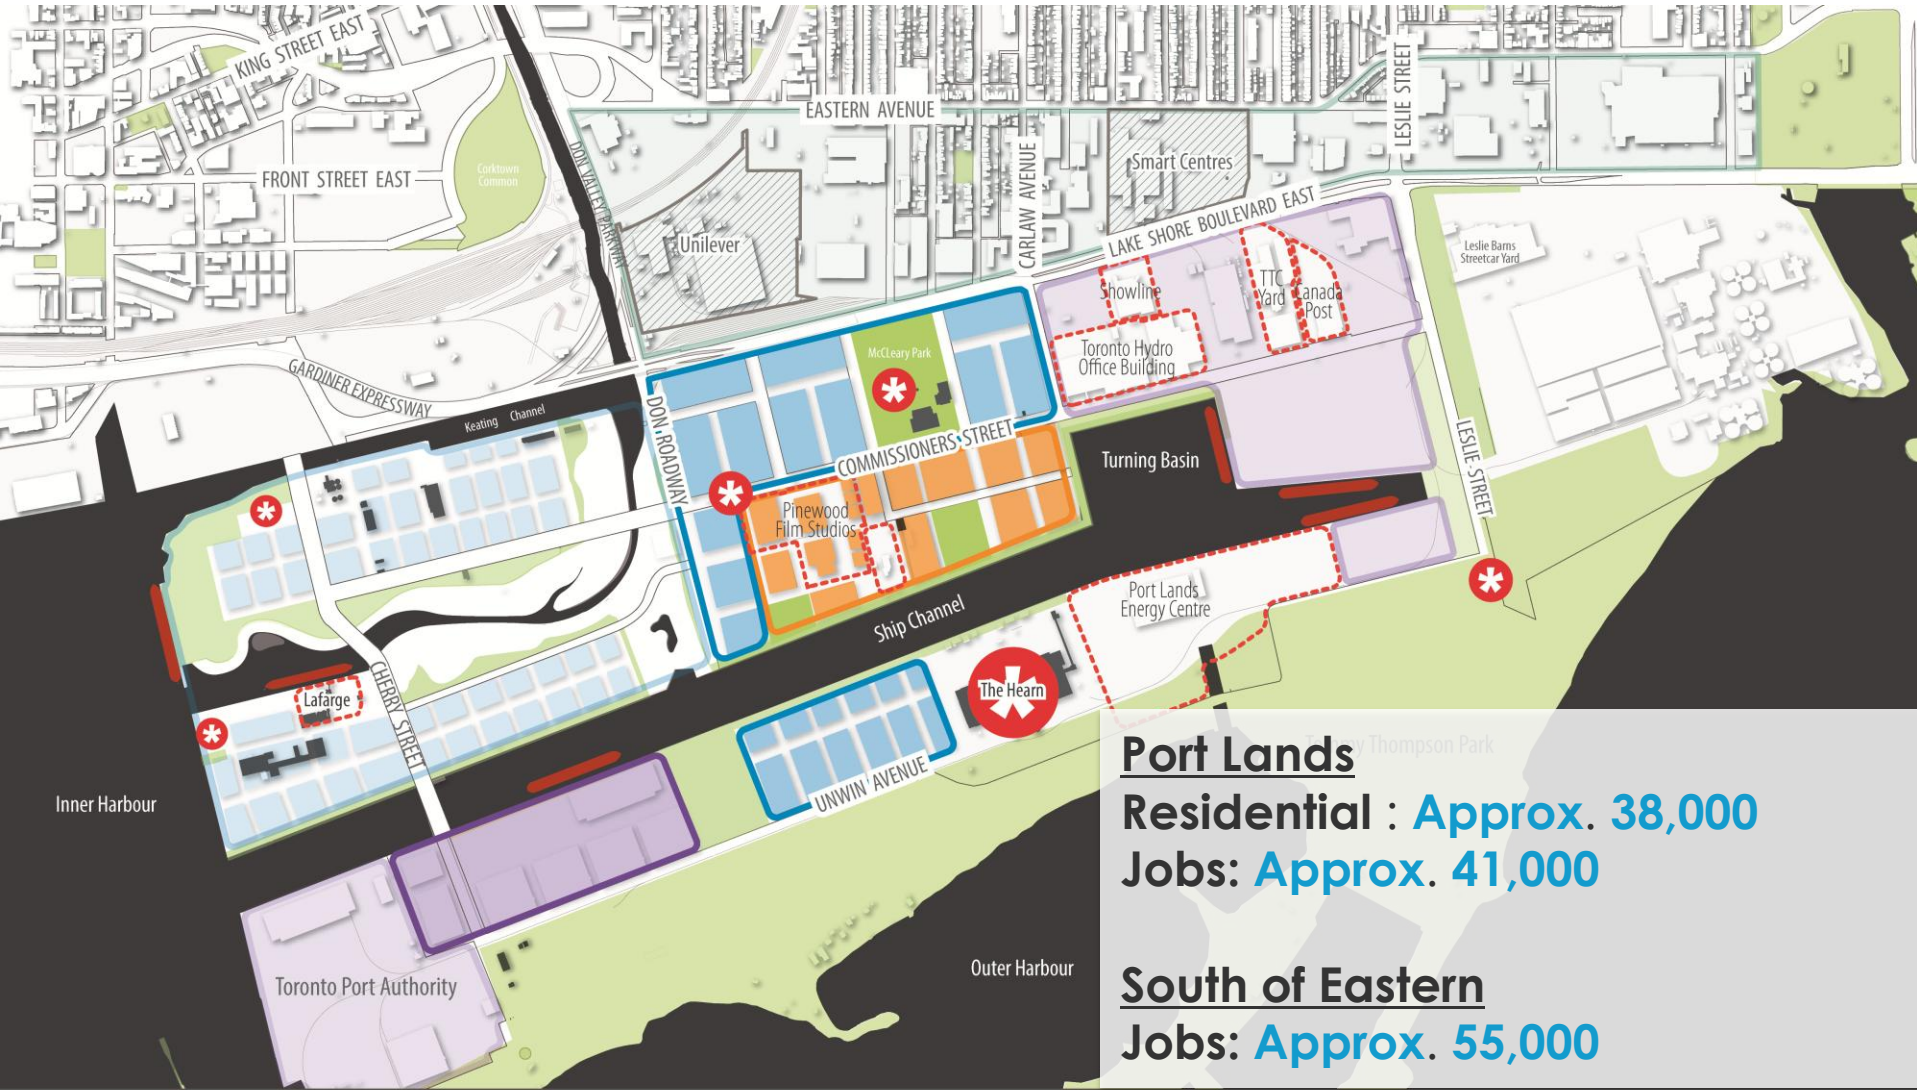 KING STREET EAST
FRONT STREET EAST
Corktown
Common
DON VALLEY PARKWAY
EASTERN AVENUE
LESLIE STREET
CARLAW AVENUE
Smart Centres
Unilever
LAKE SHORE BOULEVARD EAST
Leslie Barns
Streetcar Yard
Showline
TTC
Yard
Canada
Post
Toronto Hydro
Office Building
McCLeary Park
GARDINER EXPRESSWAY
Keating Channel
DON ROADWAY
COMMISSIONERS STREET
Turning Basin
LESLIE STREET
Pinewood
Film Studios
Ship Channel
Port Lands
Energy Centre
The Hearn
Lafarge
CHERRY STREET
UNWIN AVENUE
Inner Harbour
Toronto Port Authority
Outer Harbour
Tommy Thompson Park
Port Lands
Residential : Approx. 38,000
Jobs: Approx. 41,000
South of Eastern
Jobs: Approx. 55,000